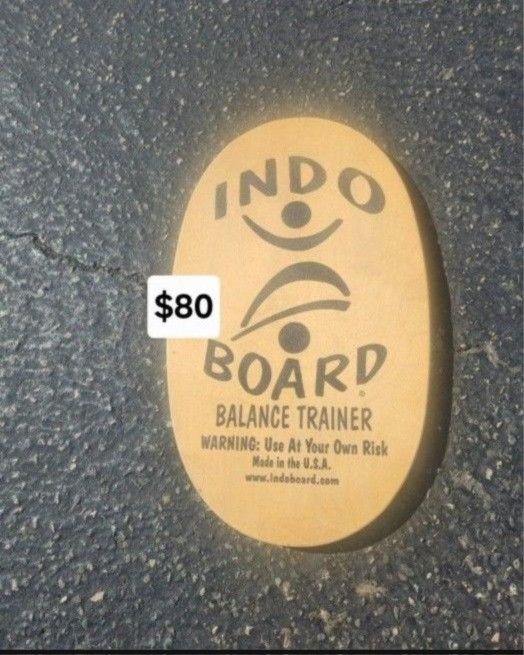 INDO
$80
BOARD
BALANCE TRAINER
WARNING: Use At Your Own Risk
Made in the U.S.A.
www.Indoboard.com